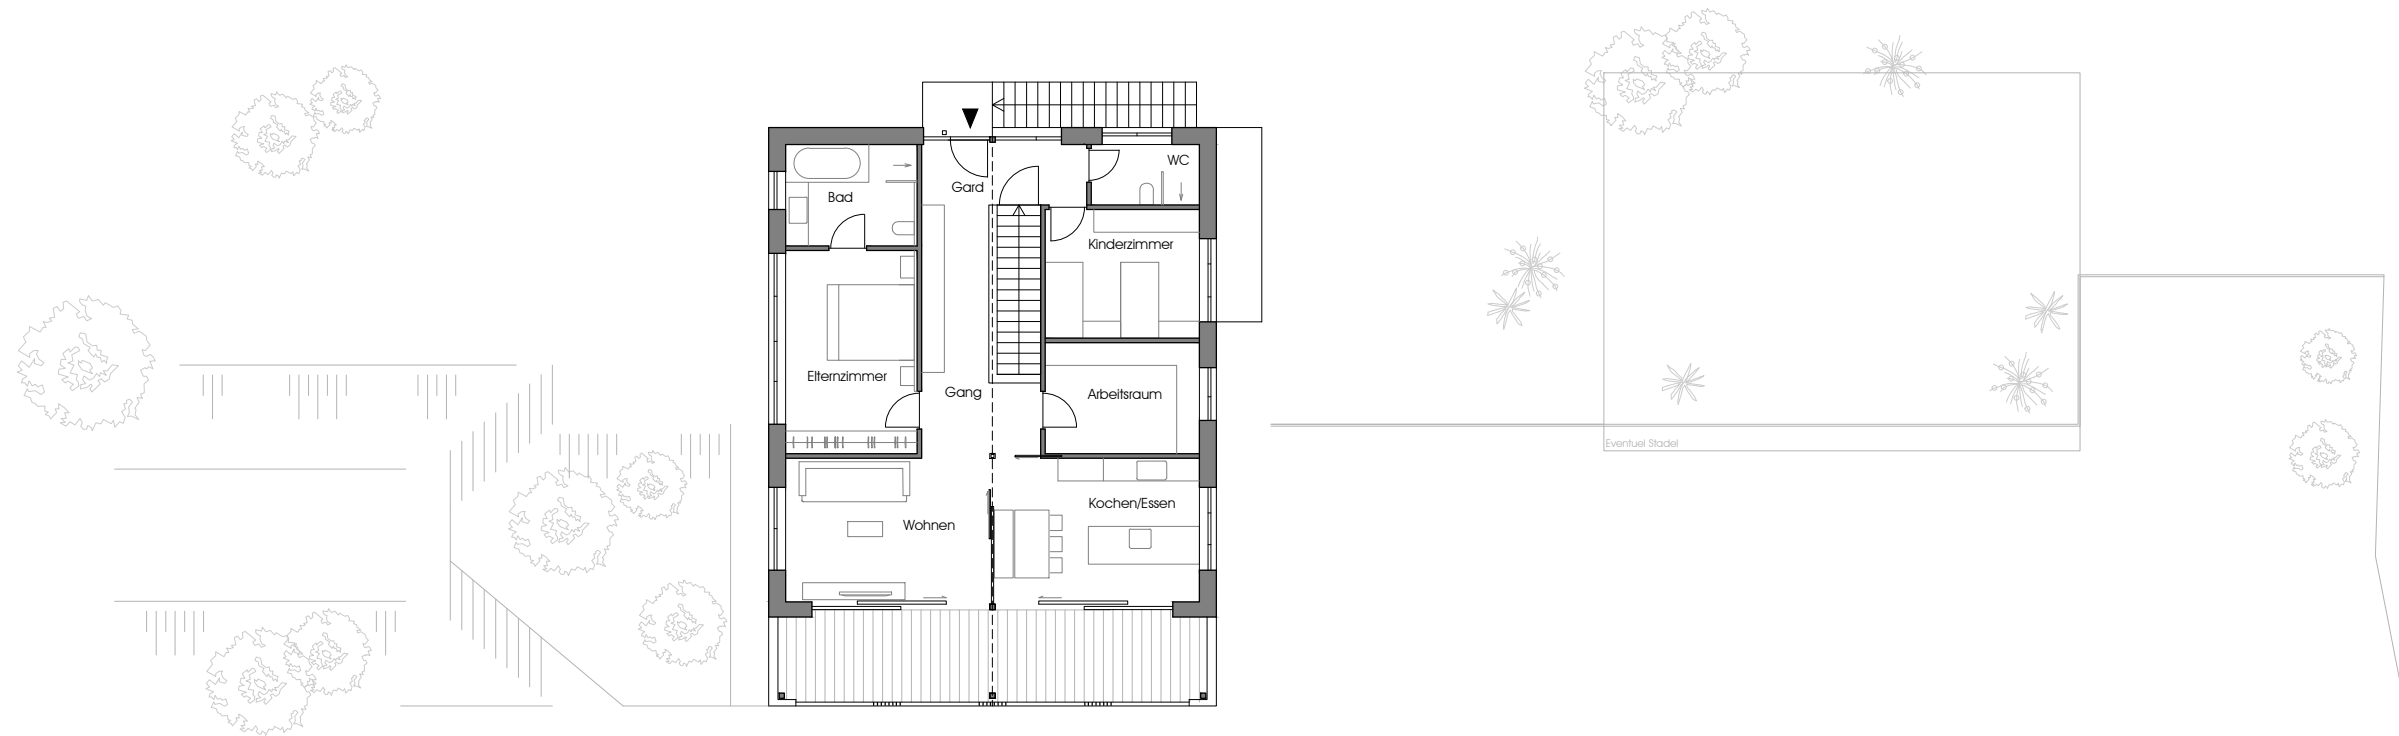 WC
Gard
Bad
Kinderzimmer
Elternzimmer
Gang
Arbeitsraum
Eventuel Stadel
Kochen/Essen
Wohnen